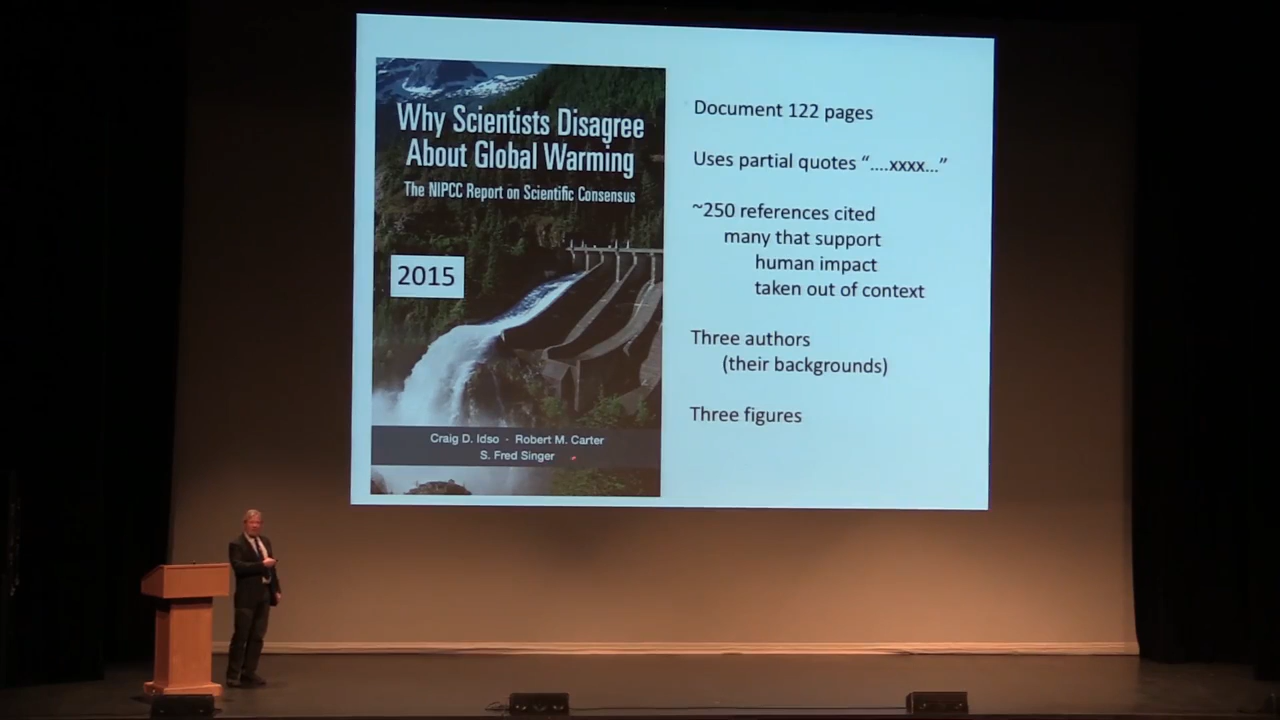 Why Scientists Disagree
About Global Warming
The NIPCC Report on Scientific Consensus
2015
Craig D. Idso · Robert M. Carter
S. Fred Singer
Document 122 pages
Uses partial quotes “....xxxx...”
~250 references cited
many that support
human impact
taken out of context
Three authors
(their backgrounds)
Three figures